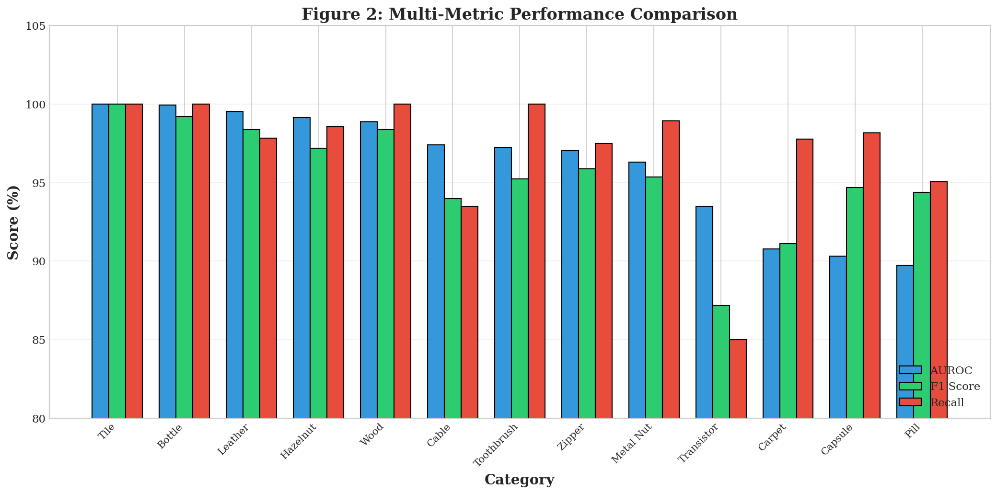 Figure 2: Multi-Metric Performance Comparison
105
100
95
90
85
80
Score (%)
AUROC
F1 Score
Recall
Tile
Bottle
Leather
Hazelnut
Wood
Cable
Toothbrush
Zipper
Metal Nut
Transistor
Carpet
Capsule
Pill
Category